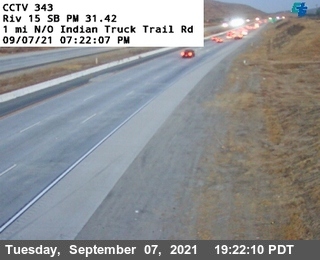 CCTV 343
Riv 15 SB PM 31.42
1 mi N/O Indian Truck Trail Rd
09/07/21 07:22:07 PM
Tuesday, September 07, 2021 19:22:10 PDT